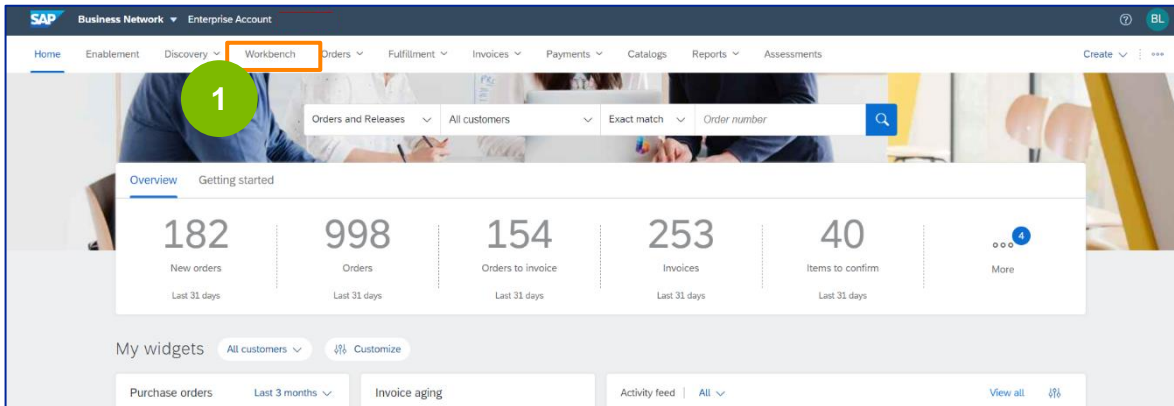 SAP Business Network Enterprise Account BL
Home Enablement Discovery Workbench Orders Fulfillment Invoices Payments Catalogs Reports Assessments Create
1
Orders and Releases All customers Exact match Order number
Overview Getting started
182 998 154 253 40 4
New orders Orders Orders to invoice Invoices Items to confirm More
Last 31 days Last 31 days Last 31 days Last 31 days Last 31 days
My widgets All customers Customize
Purchase orders Last 3 months Invoice aging Activity feed All View all